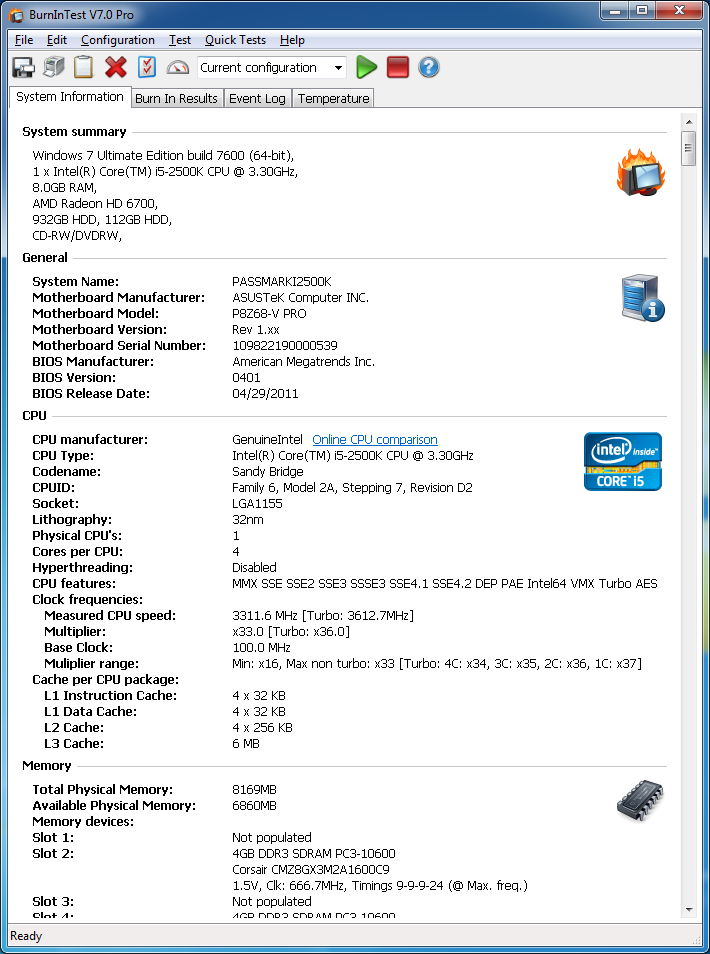 BurnInTest V7.0 Pro
File Edit Configuration Test Quick Tests Help
Current configuration
System Information Burn In Results Event Log Temperature
System summary
Windows 7 Ultimate Edition build 7600 (64-bit),
1 x Intel(R) Core(TM) i5-2500K CPU @ 3.30GHz,
8.0GB RAM,
AMD Radeon HD 6700,
932GB HDD, 112GB HDD,
CD-RW/DVDRW,
General
System Name: PASSMARKI2500K
Motherboard Manufacturer: ASUSTeK Computer INC.
Motherboard Model: P8Z68-V PRO
Motherboard Version: Rev 1.xx
Motherboard Serial Number: 109822190000539
BIOS Manufacturer: American Megatrends Inc.
BIOS Version: 0401
BIOS Release Date: 04/29/2011
CPU
CPU manufacturer: GenuineIntel Online CPU comparison
CPU Type: Intel(R) Core(TM) i5-2500K CPU @ 3.30GHz
intel inside™
CORE™ i5
Codename: Sandy Bridge
CPUID: Family 6, Model 2A, Stepping 7, Revision D2
Socket: LGA1155
Lithography: 32nm
Physical CPU's: 1
Cores per CPU: 4
Hyperthreading: Disabled
CPU features: MMX SSE SSE2 SSE3 SSSE3 SSE4.1 SSE4.2 DEP PAE Intel64 VMX Turbo AES
Clock frequencies:
Measured CPU speed: 3311.6 MHz [Turbo: 3612.7MHz]
Multiplier: x33.0 [Turbo: x36.0]
Base Clock: 100.0 MHz
Muliplier range: Min: x16, Max non turbo: x33 [Turbo: 4C: x34, 3C: x35, 2C: x36, 1C: x37]
Cache per CPU package:
L1 Instruction Cache: 4 x 32 KB
L1 Data Cache: 4 x 32 KB
L2 Cache: 4 x 256 KB
L3 Cache: 6 MB
Memory
Total Physical Memory: 8169MB
Available Physical Memory: 6860MB
Memory devices:
Slot 1: Not populated
Slot 2: 4GB DDR3 SDRAM PC3-10600
Corsair CMZ8GX3M2A1600C9
1.5V, Clk: 666.7MHz, Timings 9-9-9-24 (@ Max. freq.)
Slot 3: Not populated
Slot 4: 4GB DDR3 SDRAM PC3-10600
Ready